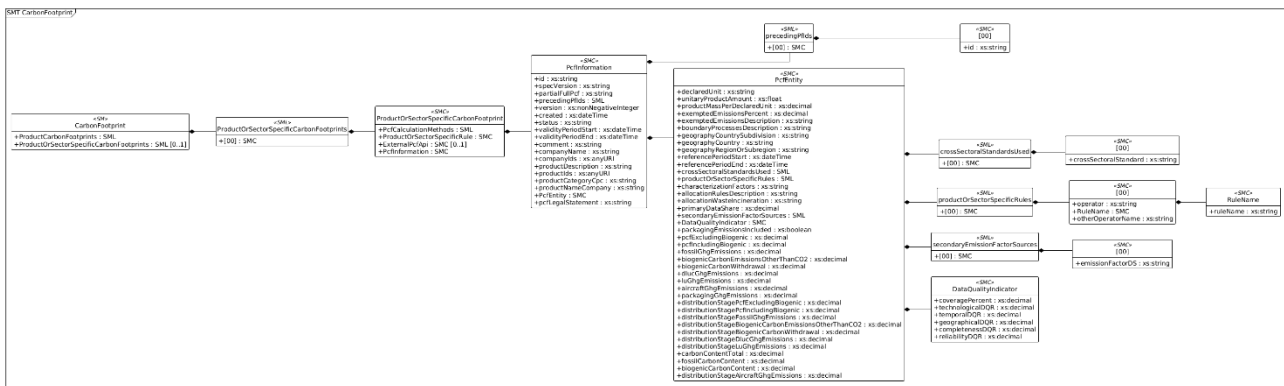 SMT CarbonFootprint
«SMC»
CarbonFootprint
+ProductCarbonFootprints : SML
+ProductOrSectorSpecificCarbonFootprints : SML [0..1]
«SML»
ProductOrSectorSpecificCarbonFootprints
+[00] : SMC
«SMC»
ProductOrSectorSpecificCarbonFootprint
+PcfCalculationMethods : SML
+ProductOrSectorSpecificRule : SMC
+ExternalPcfApi : SMC [0..1]
+PcfInformation : SMC
«SMC»
PcfInformation
+id : xs:string
+specVersion : xs:string
+partialFullPcf : xs:string
+precedingPfIds : SML
+version : xs:nonNegativeInteger
+created : xs:dateTime
+status : xs:string
+validityPeriodStart : xs:dateTime
+validityPeriodEnd : xs:dateTime
+comment : xs:string
+companyName : xs:string
+companyIds : xs:anyURI
+productDescription : xs:string
+productIds : xs:anyURI
+productCategoryCpc : xs:string
+productNameCompany : xs:string
+PcfEntity : SMC
+pcfLegalStatement : xs:string
«SML»
precedingPfIds
+[00] : SMC
«SMC»
[00]
+id : xs:string
«SMC»
PcfEntity
+declaredUnit : xs:string
+unitaryProductAmount : xs:float
+productMassPerDeclaredUnit : xs:decimal
+exemptedEmissionsPercent : xs:decimal
+exemptedEmissionsDescription : xs:string
+boundaryProcessesDescription : xs:string
+geographyCountrySubdivision : xs:string
+geographyCountry : xs:string
+geographyRegionOrSubregion : xs:string
+referencePeriodStart : xs:dateTime
+referencePeriodEnd : xs:dateTime
+crossSectoralStandardsUsed : SML
+productOrSectorSpecificRules : SML
+characterizationFactors : xs:string
+allocationRulesDescription : xs:string
+allocationWasteIncineration : xs:string
+primaryDataShare : xs:decimal
+secondaryEmissionFactorSources : SML
+DataQualityIndicator : SMC
+packagingEmissionsIncluded : xs:boolean
+pcfExcludingBiogenic : xs:decimal
+pcfIncludingBiogenic : xs:decimal
+fossilGhgEmissions : xs:decimal
+biogenicCarbonEmissionsOtherThanCO2 : xs:decimal
+biogenicCarbonWithdrawal : xs:decimal
+dlucGhgEmissions : xs:decimal
+luGhgEmissions : xs:decimal
+aircraftGhgEmissions : xs:decimal
+packagingGhgEmissions : xs:decimal
+distributionStagePcfExcludingBiogenic : xs:decimal
+distributionStagePcfIncludingBiogenic : xs:decimal
+distributionStageFossilGhgEmissions : xs:decimal
+distributionStageBiogenicCarbonEmissionsOtherThanCO2 : xs:decimal
+distributionStageBiogenicCarbonWithdrawal : xs:decimal
+distributionStageDlucGhgEmissions : xs:decimal
+distributionStageLuGhgEmissions : xs:decimal
+carbonContentTotal : xs:decimal
+fossilCarbonContent : xs:decimal
+biogenicCarbonContent : xs:decimal
+distributionStageAircraftGhgEmissions : xs:decimal
«SML»
crossSectoralStandardsUsed
+[00] : SMC
«SMC»
[00]
+crossSectoralStandard : xs:string
«SML»
productOrSectorSpecificRules
+[00] : SMC
«SMC»
[00]
+operator : xs:string
+RuleName : SMC
+otherOperatorName : xs:string
«SMC»
RuleName
+ruleName : xs:string
«SML»
secondaryEmissionFactorSources
+[00] : SMC
«SMC»
[00]
+emissionFactorDS : xs:string
«SMC»
DataQualityIndicator
+coveragePercent : xs:decimal
+technologicalDQR : xs:decimal
+temporalDQR : xs:decimal
+geographicalDQR : xs:decimal
+completenessDQR : xs:decimal
+reliabilityDQR : xs:decimal